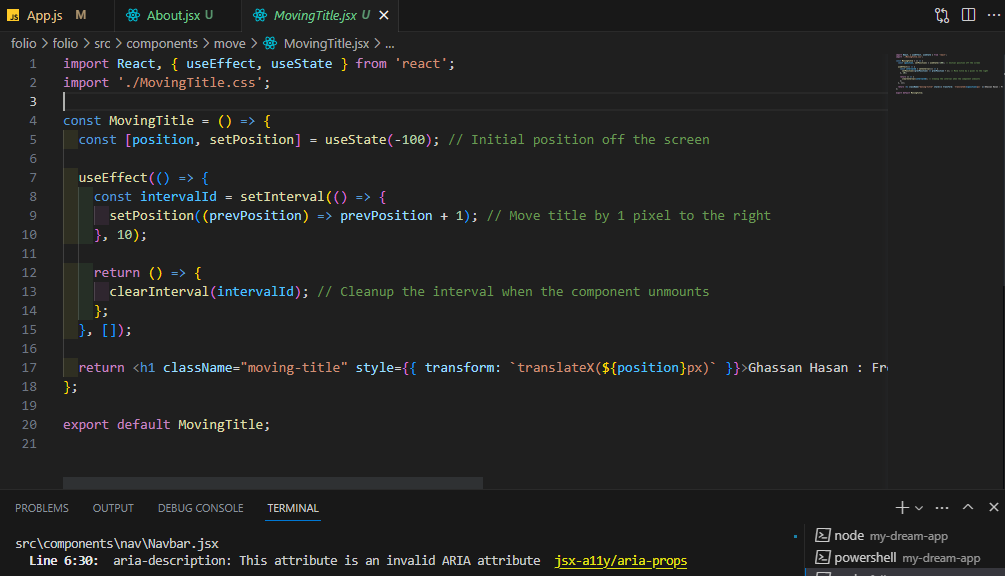 App.js M About.jsx U MovingTitle.jsx U
folio > folio > src > components > move > MovingTitle.jsx > ...
1 import React, { useEffect, useState } from 'react';
2 import './MovingTitle.css';
3
4 const MovingTitle = () => {
5 const [position, setPosition] = useState(-100); // Initial position off the screen
6
7 useEffect(() => {
8 const intervalId = setInterval(() => {
9 setPosition((prevPosition) => prevPosition + 1); // Move title by 1 pixel to the right
10 }, 10);
11
12 return () => {
13 clearInterval(intervalId); // Cleanup the interval when the component unmounts
14 };
15 }, []);
16
17 return <h1 className="moving-title" style={{ transform: `translateX(${position}px)` }}>Ghassan Hasan : Fr
18 };
19
20 export default MovingTitle;
21
PROBLEMS OUTPUT DEBUG CONSOLE TERMINAL
src\components\nav\Navbar.jsx
Line 6:30: aria-description: This attribute is an invalid ARIA attribute jsx-a11y/aria-props
node my-dream-app
powershell my-dream-app